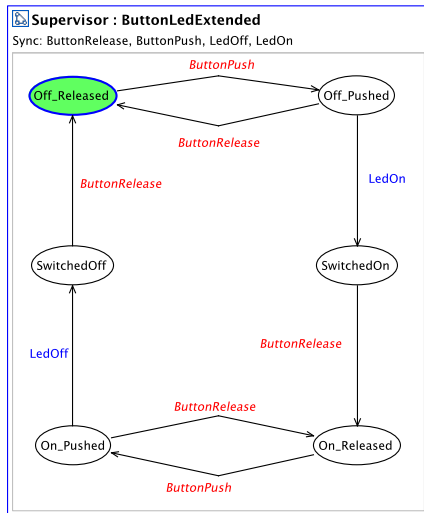 Supervisor : ButtonLedExtended
Sync: ButtonRelease, ButtonPush, LedOff, LedOn
ButtonPush
Off_Released
Off_Pushed
ButtonRelease
ButtonRelease
LedOn
SwitchedOff
SwitchedOn
ButtonRelease
LedOff
ButtonRelease
On_Pushed
On_Released
ButtonPush